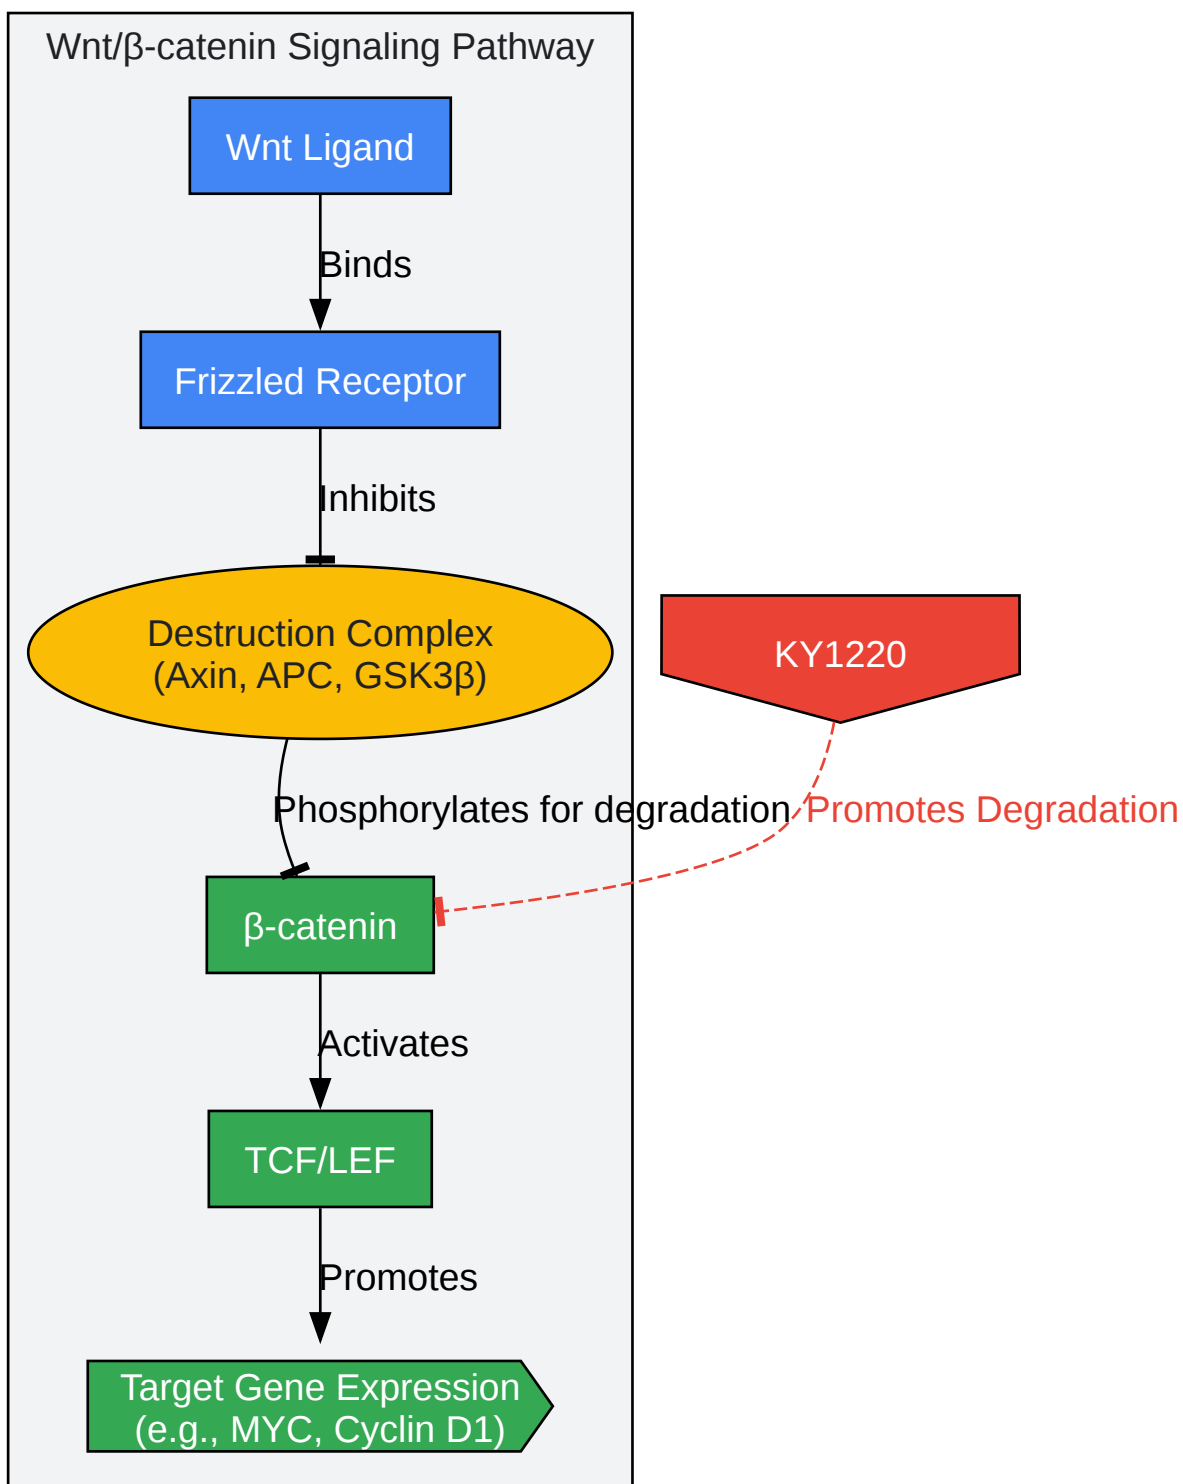 Wnt/β-catenin Signaling Pathway
Wnt Ligand
Binds
Frizzled Receptor
Inhibits
Destruction Complex
(Axin, APC, GSK3β)
KY1220
Phosphorylates for degradation
Promotes Degradation
β-catenin
Activates
TCF/LEF
Promotes
Target Gene Expression
(e.g., MYC, Cyclin D1)